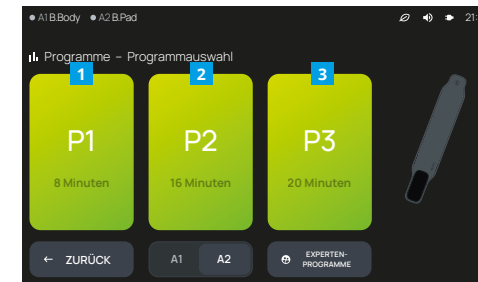 A1 B.Body A2 B.Pad 21:
Programme – Programmauswahl
1 2 3
P1 P2 P3
8 Minuten 16 Minuten 20 Minuten
← ZURÜCK A1 A2 EXPERTEN-
PROGRAMME